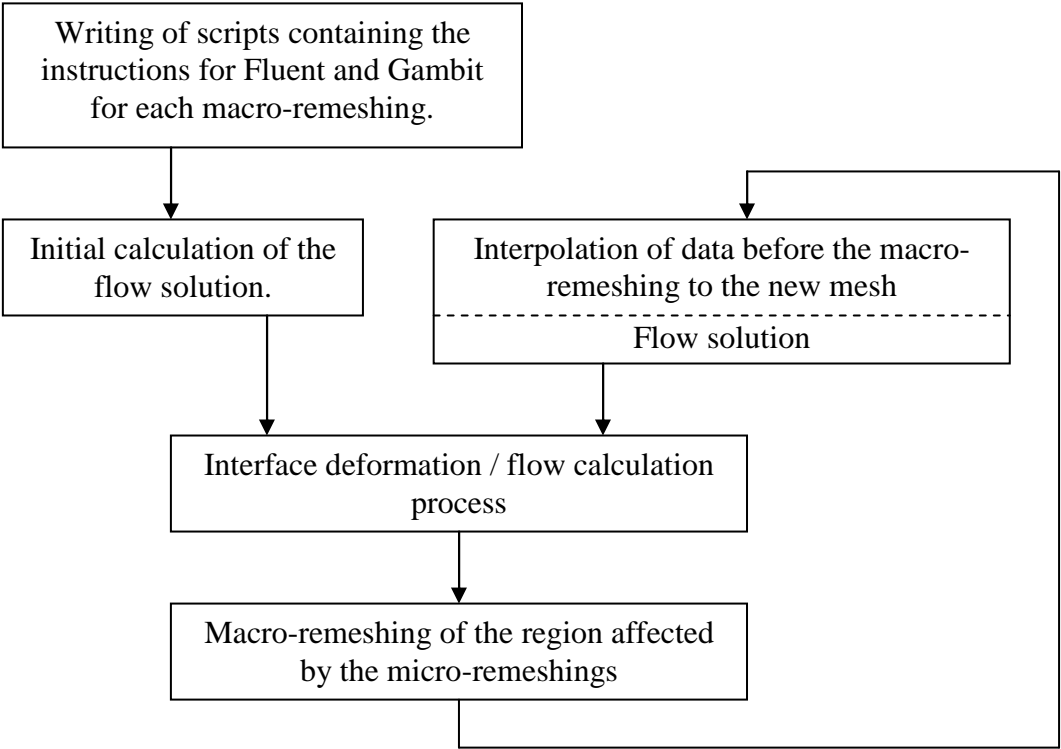 Writing of scripts containing the
instructions for Fluent and Gambit
for each macro-remeshing.
Initial calculation of the
flow solution.
Interpolation of data before the macro-
remeshing to the new mesh
Flow solution
Interface deformation / flow calculation
process
Macro-remeshing of the region affected
by the micro-remeshings